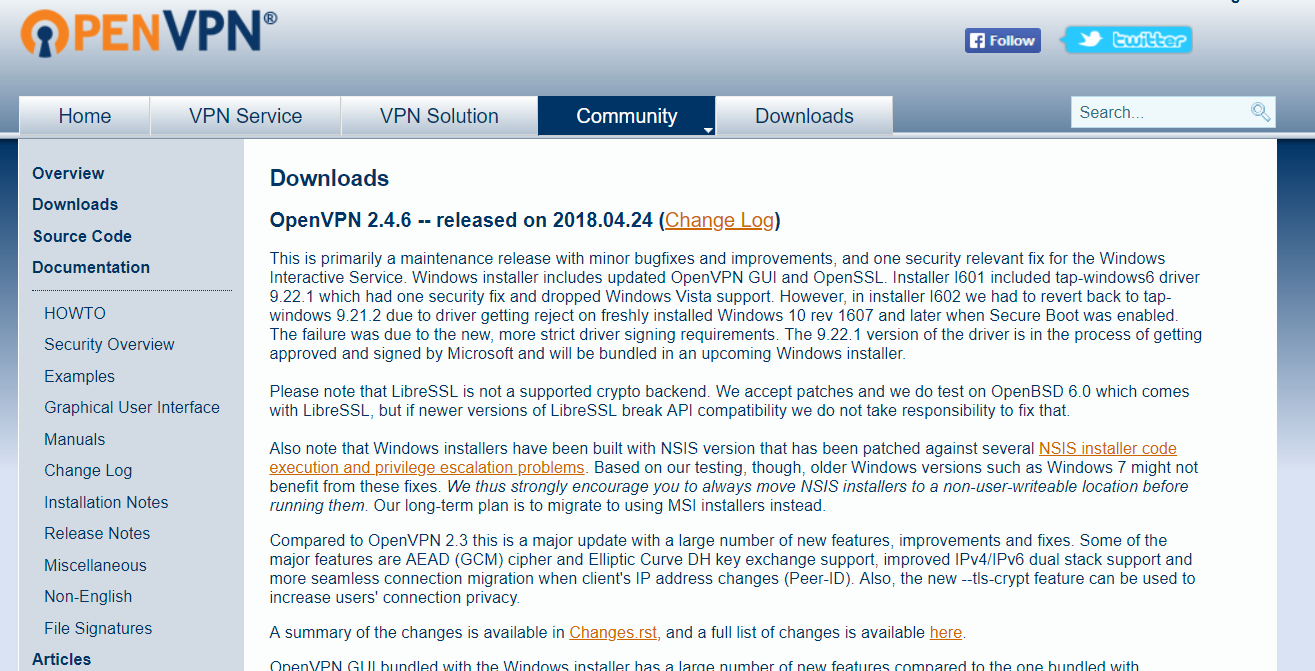 OPENVPN®
Follow
twitter
Home
VPN Service
VPN Solution
Community
Downloads
Search...
Overview
Downloads
Source Code
Documentation
HOWTO
Security Overview
Examples
Graphical User Interface
Manuals
Change Log
Installation Notes
Release Notes
Miscellaneous
Non-English
File Signatures
Articles
Downloads
OpenVPN 2.4.6 -- released on 2018.04.24 (Change Log)
This is primarily a maintenance release with minor bugfixes and improvements, and one security relevant fix for the Windows
Interactive Service. Windows installer includes updated OpenVPN GUI and OpenSSL. Installer I601 included tap-windows6 driver
9.22.1 which had one security fix and dropped Windows Vista support. However, in installer I602 we had to revert back to tap-
windows 9.21.2 due to driver getting reject on freshly installed Windows 10 rev 1607 and later when Secure Boot was enabled.
The failure was due to the new, more strict driver signing requirements. The 9.22.1 version of the driver is in the process of getting
approved and signed by Microsoft and will be bundled in an upcoming Windows installer.
Please note that LibreSSL is not a supported crypto backend. We accept patches and we do test on OpenBSD 6.0 which comes
with LibreSSL, but if newer versions of LibreSSL break API compatibility we do not take responsibility to fix that.
Also note that Windows installers have been built with NSIS version that has been patched against several NSIS installer code
execution and privilege escalation problems. Based on our testing, though, older Windows versions such as Windows 7 might not
benefit from these fixes. We thus strongly encourage you to always move NSIS installers to a non-user-writeable location before
running them. Our long-term plan is to migrate to using MSI installers instead.
Compared to OpenVPN 2.3 this is a major update with a large number of new features, improvements and fixes. Some of the
major features are AEAD (GCM) cipher and Elliptic Curve DH key exchange support, improved IPv4/IPv6 dual stack support and
more seamless connection migration when client's IP address changes (Peer-ID). Also, the new --tls-crypt feature can be used to
increase users' connection privacy.
A summary of the changes is available in Changes.rst, and a full list of changes is available here.
OpenVPN GUI bundled with the Windows installer has a large number of new features compared to the one bundled with